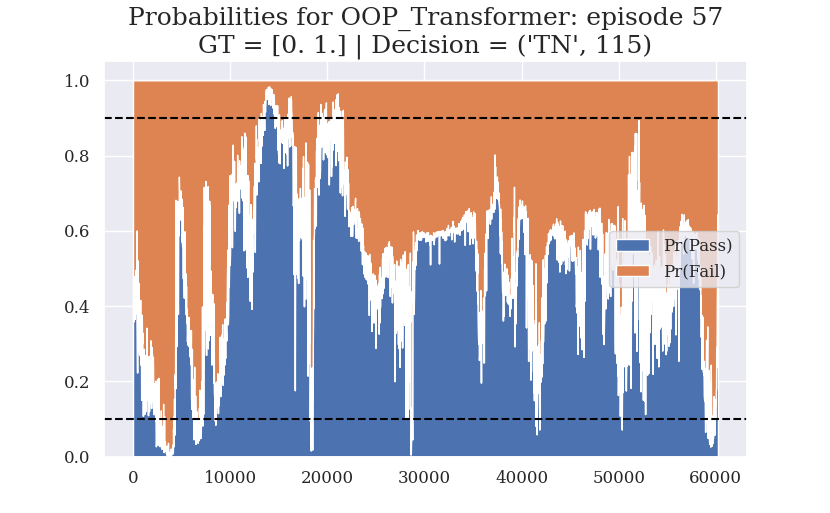 Probabilities for OOP_Transformer: episode 57
GT = [0. 1.] | Decision = ('TN', 115)
1.0
0.8
0.6
0.4
0.2
0.0
Pr(Pass)
Pr(Fail)
0 10000 20000 30000 40000 50000 60000